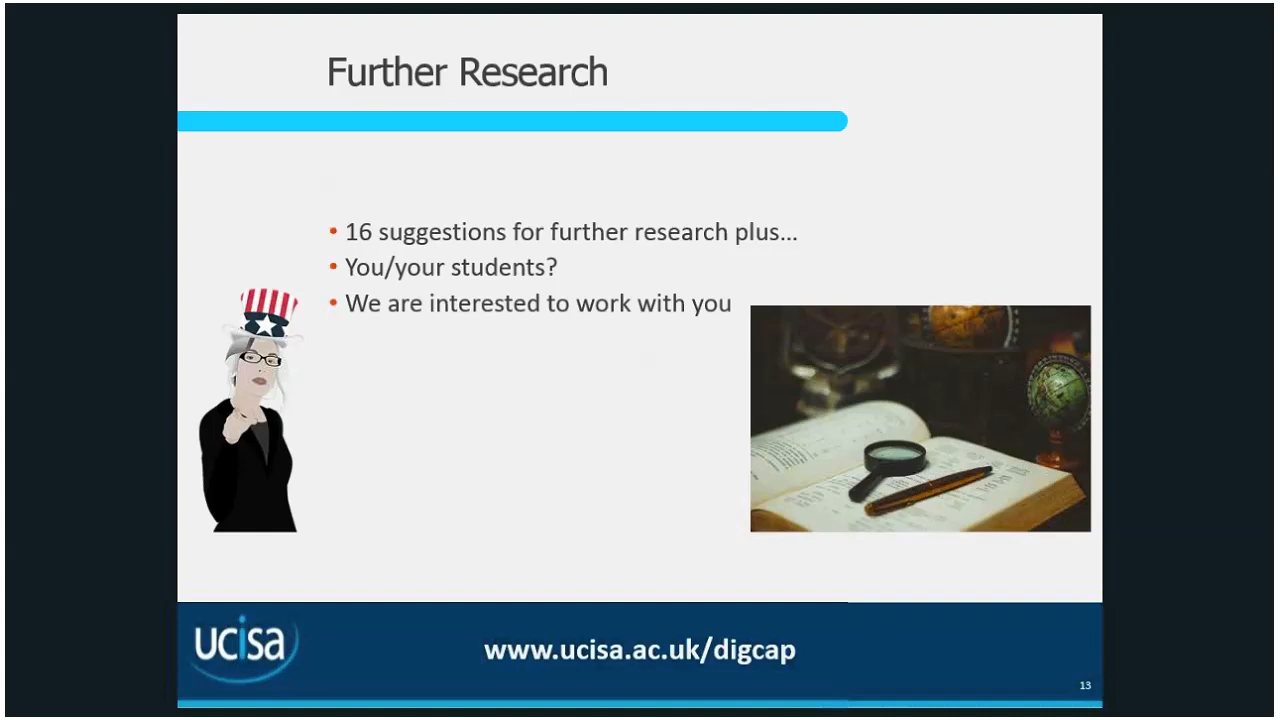 Further Research
• 16 suggestions for further research plus...
• You/your students?
• We are interested to work with you
ucisa
www.ucisa.ac.uk/digcap
13